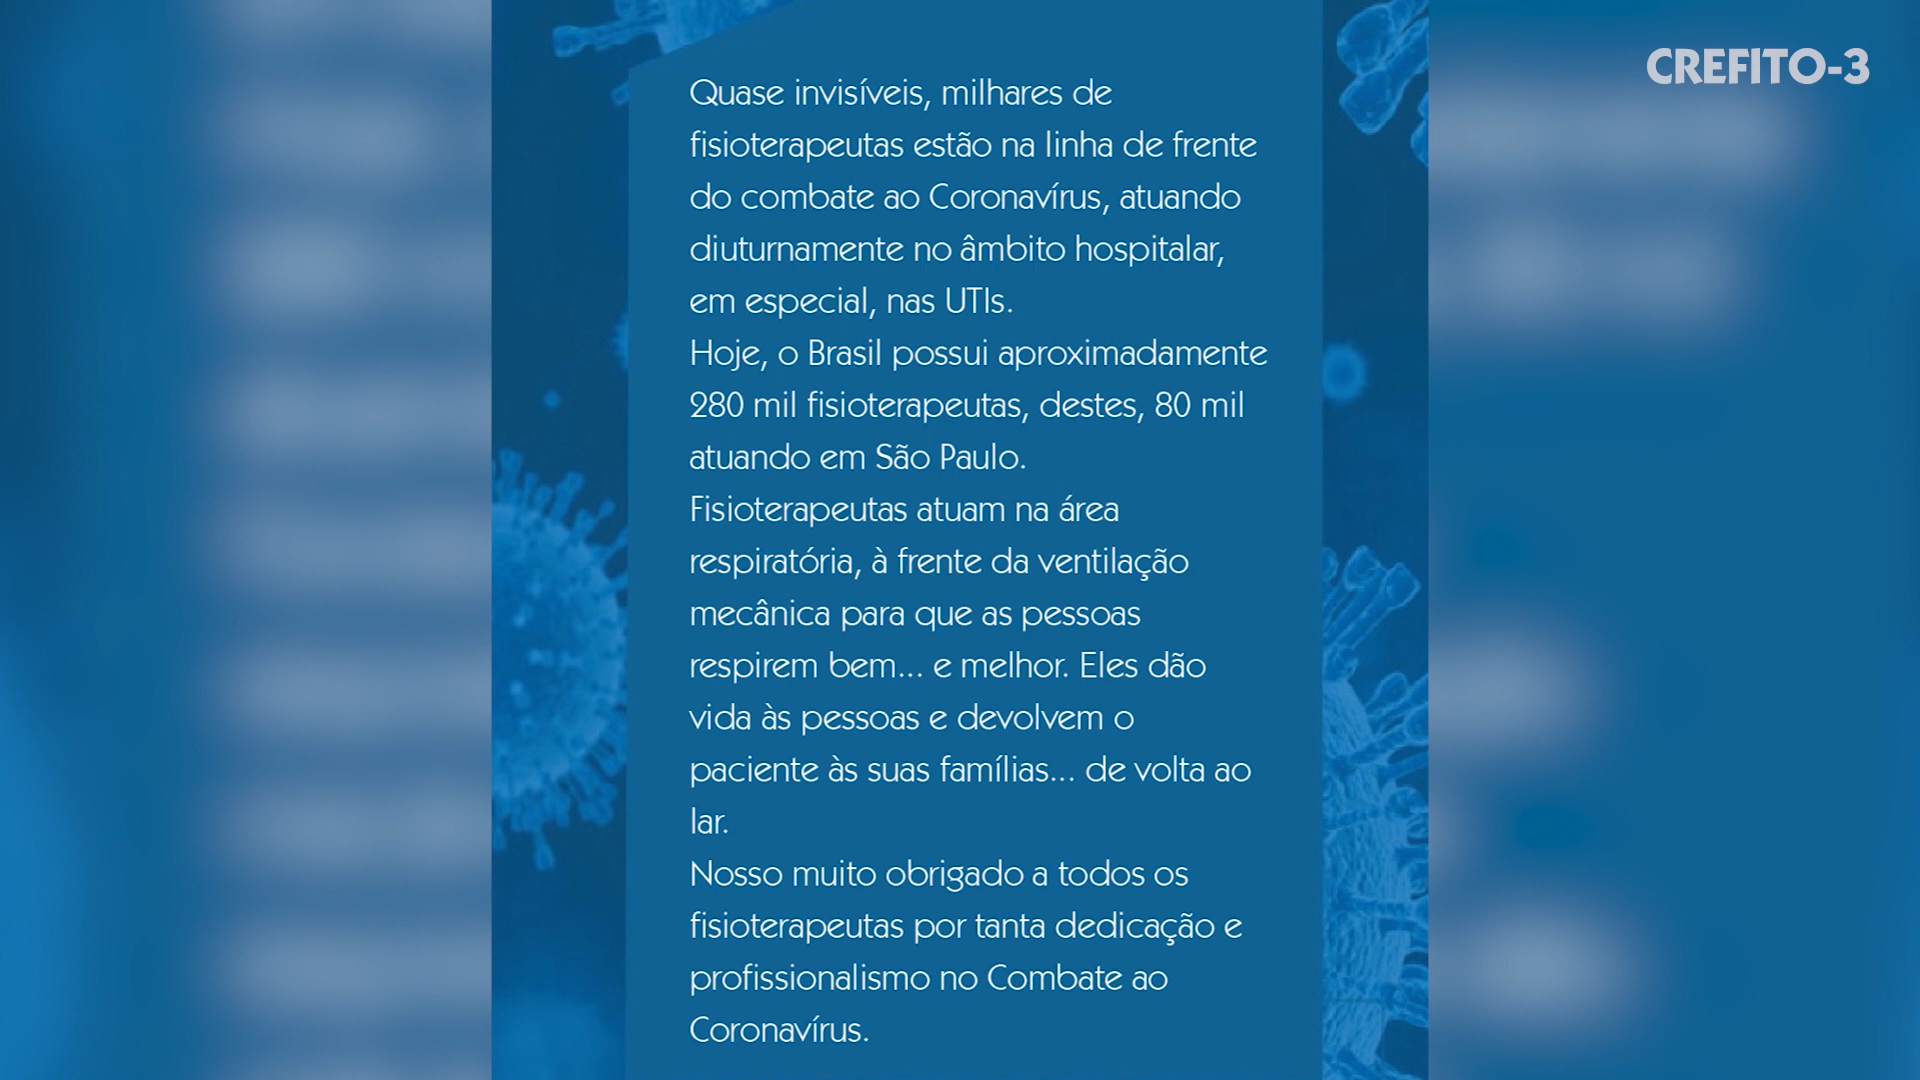 CREFITO-3
Quase invisíveis, milhares de
fisioterapeutas estão na linha de frente
do combate ao Coronavírus, atuando
diuturnamente no âmbito hospitalar,
em especial, nas UTIs.
Hoje, o Brasil possui aproximadamente
280 mil fisioterapeutas, destes, 80 mil
atuando em São Paulo.
Fisioterapeutas atuam na área
respiratória, à frente da ventilação
mecânica para que as pessoas
respirem bem... e melhor. Eles dão
vida às pessoas e devolvem o
paciente às suas famílias... de volta ao
lar.
Nosso muito obrigado a todos os
fisioterapeutas por tanta dedicação e
profissionalismo no Combate ao
Coronavírus.